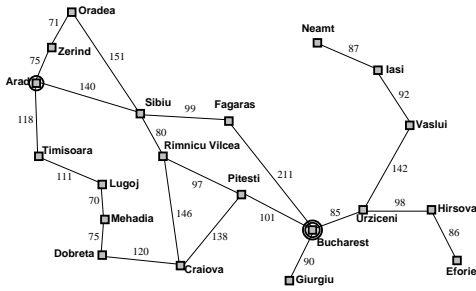 Oradea
71
Neamt
Zerind
87
75
151
Iasi
Arad
140
92
Sibiu
99
Fagaras
118
Vaslui
80
Timisoara
Rimnicu Vilcea
142
111
211
Lugoj
97
Pitesti
70
98
Hirsova
Mehadia
146
101
85
Urziceni
75
138
86
Bucharest
120
Dobreta
90
Craiova
Eforie
Giurgiu